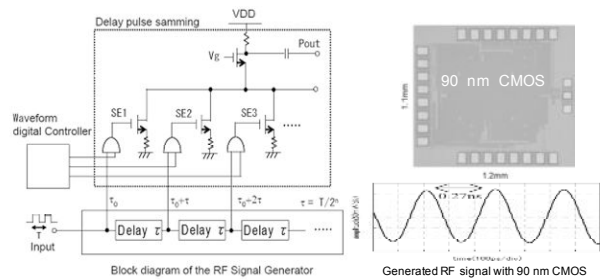 Delay pulse samming
VDD
Vg
Pout
SE1
SE2
SE3
.....
Waveform
digital Controller
τ₀
τ₀+τ
τ₀+2τ
τ = T/2ⁿ
T
Input
Delay τ
Delay τ
Delay τ
.....
Block diagram of the RF Signal Generator
90 nm CMOS
1.1mm
1.2mm
0.27ns
Generated RF signal with 90 nm CMOS